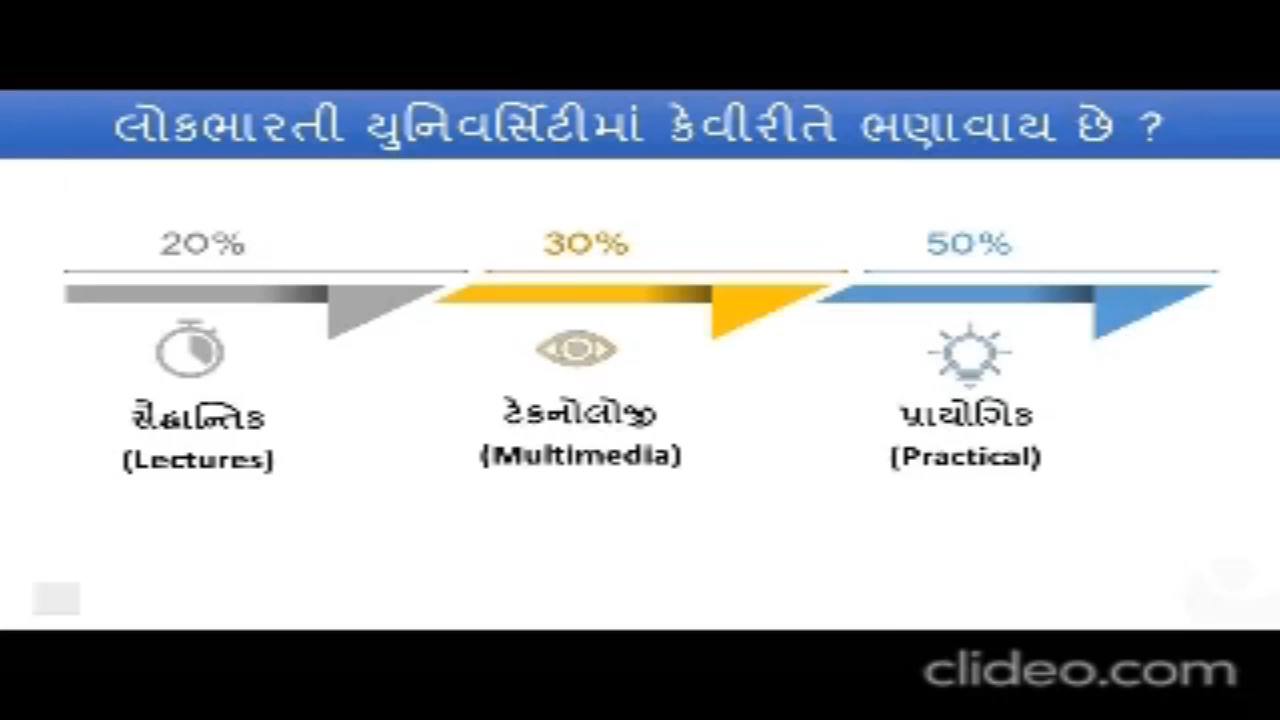 લોકભારતી યુનિવર્સિટીમાં કેવીરીતે ભણાવાય છે ?
20% 30% 50%
સૈદ્ધાન્તિક ટેકનોલોજી પ્રાયોગિક
(Lectures) (Multimedia) (Practical)
clideo.com